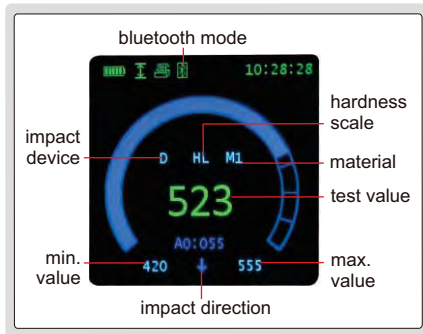 bluetooth mode
10:28:28
hardness
scale
impact
device
D HL M1
material
523
test value
A0:055
min.
value
420
555
max.
value
impact direction